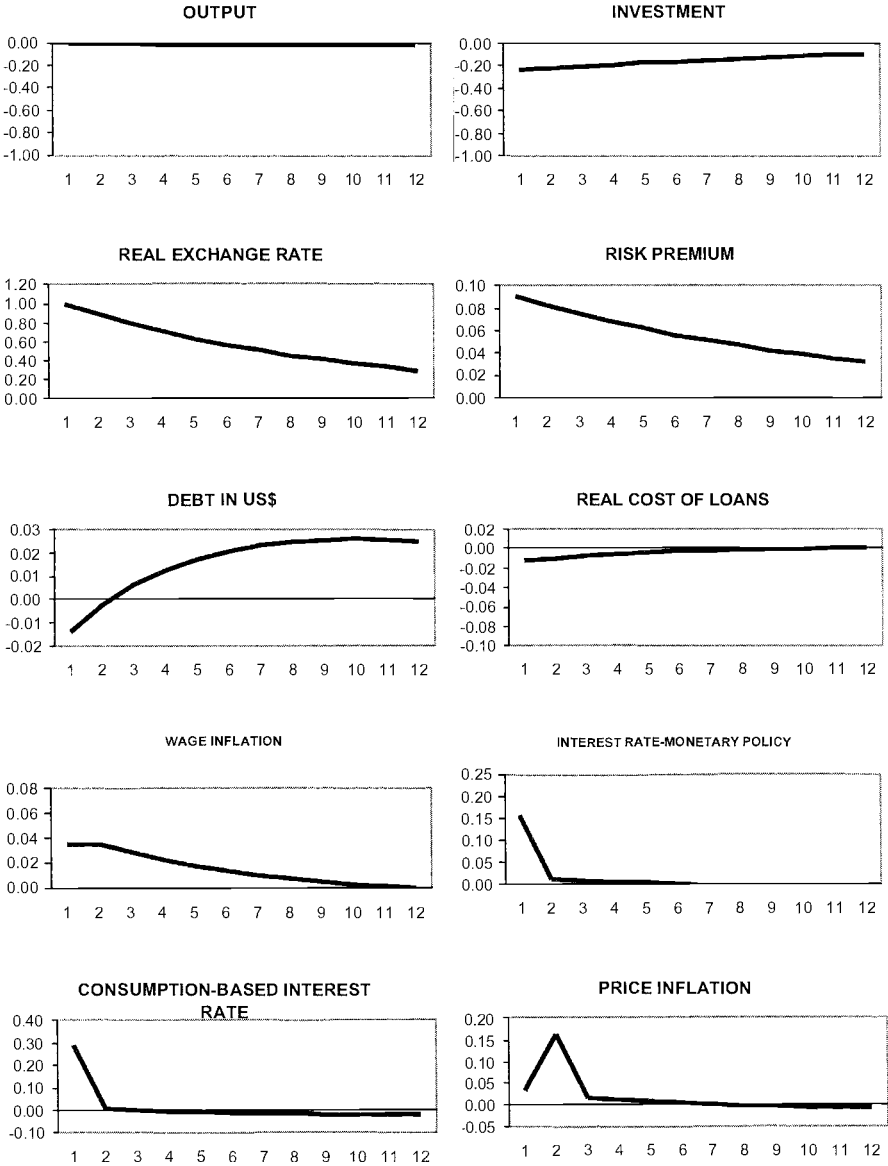 OUTPUT
0.00
-0.20
-0.40
-0.60
-0.80
-1.00
1 2 3 4 5 6 7 8 9 10 11 12
INVESTMENT
0.00
-0.20
-0.40
-0.60
-0.80
-1.00
1 2 3 4 5 6 7 8 9 10 11 12
REAL EXCHANGE RATE
1.20
1.00
0.80
0.60
0.40
0.20
0.00
1 2 3 4 5 6 7 8 9 10 11 12
RISK PREMIUM
0.10
0.08
0.06
0.04
0.02
0.00
1 2 3 4 5 6 7 8 9 10 11 12
DEBT IN US$
0.03
0.02
0.01
0.00
-0.01
-0.02
1 2 3 4 5 6 7 8 9 10 11 12
REAL COST OF LOANS
0.02
0.00
-0.02
-0.04
-0.06
-0.08
-0.10
1 2 3 4 5 6 7 8 9 10 11 12
WAGE INFLATION
0.08
0.06
0.04
0.02
0.00
1 2 3 4 5 6 7 8 9 10 11 12
INTEREST RATE-MONETARY POLICY
0.25
0.20
0.15
0.10
0.05
0.00
1 2 3 4 5 6 7 8 9 10 11 12
CONSUMPTION-BASED INTEREST
RATE
0.40
0.30
0.20
0.10
0.00
-0.10
1 2 3 4 5 6 7 8 9 10 11 12
PRICE INFLATION
0.20
0.15
0.10
0.05
0.00
-0.05
1 2 3 4 5 6 7 8 9 10 11 12